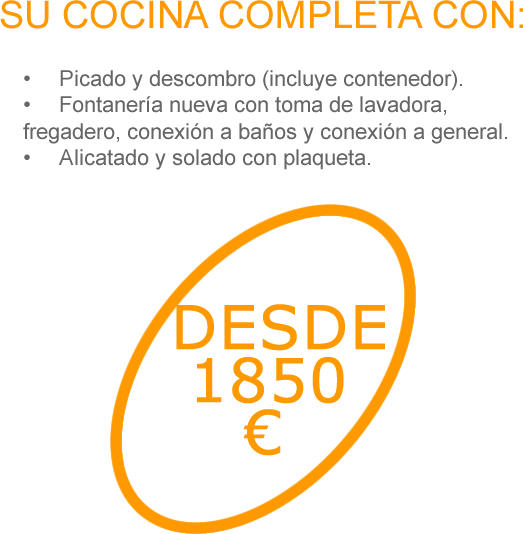 SU COCINA COMPLETA CON:
• Picado y descombro (incluye contenedor).
• Fontanería nueva con toma de lavadora,
fregadero, conexión a baños y conexión a general.
• Alicatado y solado con plaqueta.
DESDE
1850
€